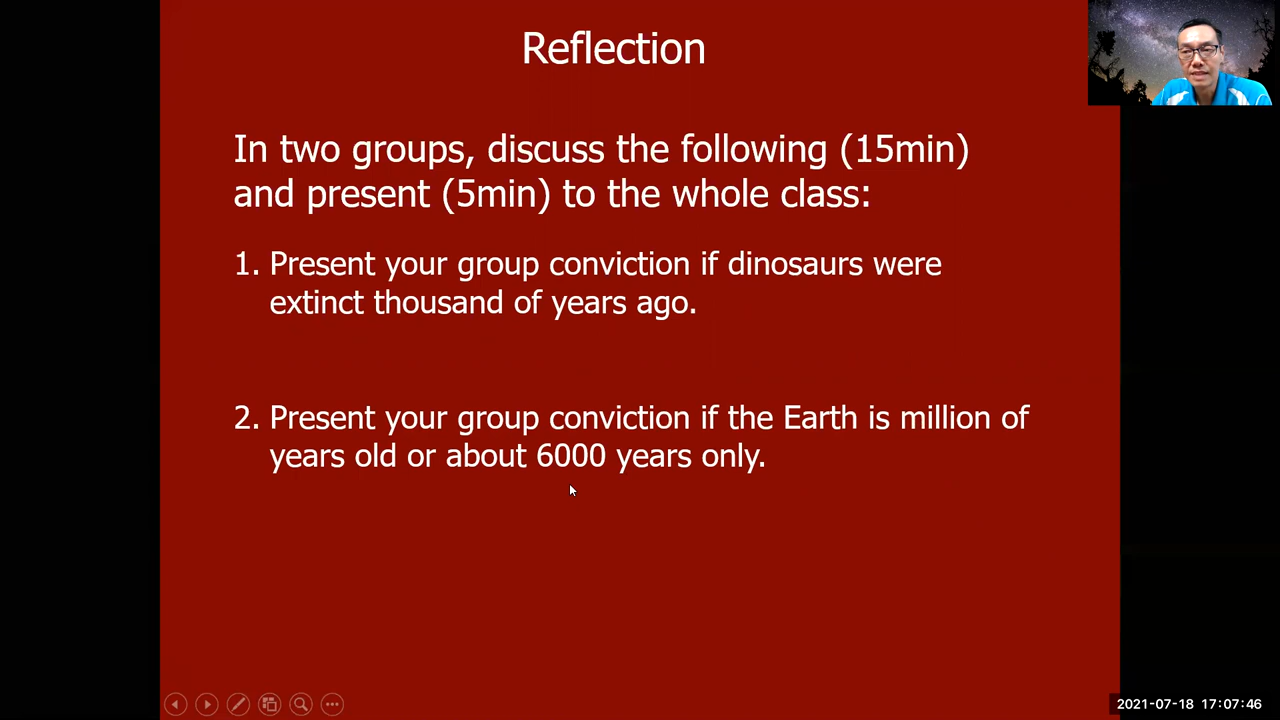 Reflection
In two groups, discuss the following (15min)
and present (5min) to the whole class:
1. Present your group conviction if dinosaurs were
extinct thousand of years ago.
2. Present your group conviction if the Earth is million of
years old or about 6000 years only.
2021-07-18 17:07:46